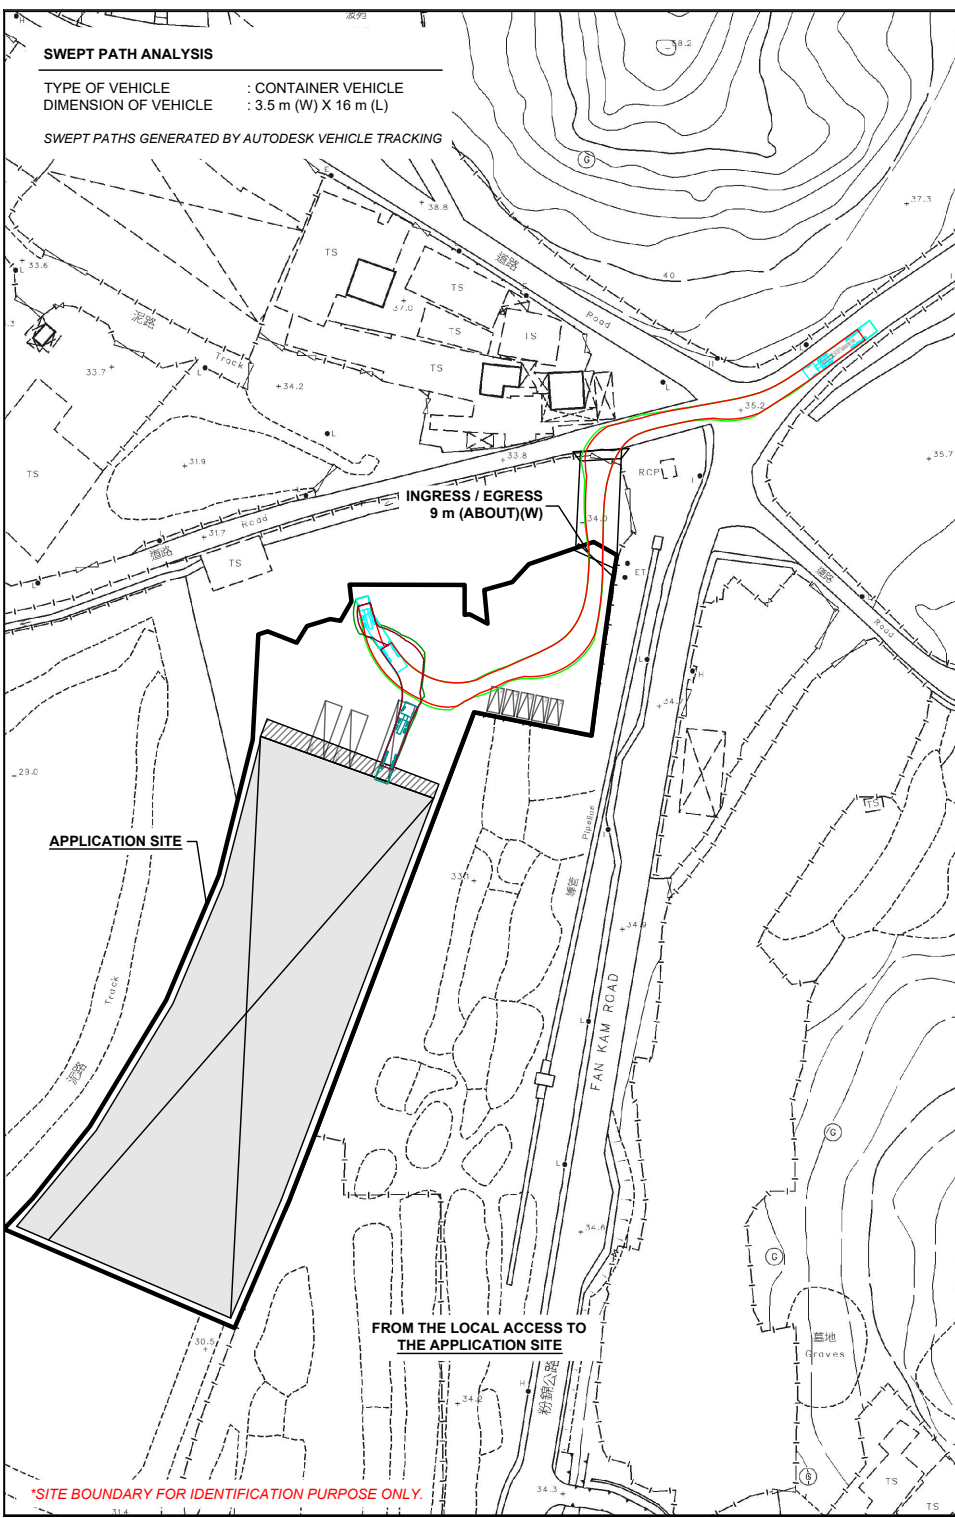 波苑
H
58.2
SWEPT PATH ANALYSIS
TYPE OF VEHICLE : CONTAINER VEHICLE
DIMENSION OF VEHICLE : 3.5 m (W) X 16 m (L)
SWEPT PATHS GENERATED BY AUTODESK VEHICLE TRACKING
G
E
38.8
37.3
道路
Road
TS
33.6
L
40
TS
37.0
泥路
Track
TS
TS
TS
33.7
L
34.2
L
H
L
35.2
L
31.9
33.8
TS
RCP
35.7
INGRESS / EGRESS
9 m (ABOUT)(W)
34.0
道路
Road
31.7
TS
L
ET
道路
Road
L
H
29.0
Pipeline
TS
APPLICATION SITE
33.1
導管
34.9
Track
泥路
L
FAN KAM ROAD
G
L
34.6
G
FROM THE LOCAL ACCESS TO
THE APPLICATION SITE
墓地
Graves
30.5
H
34.2
粉錦公路
G
TS
34.3
TS
31.4
*SITE BOUNDARY FOR IDENTIFICATION PURPOSE ONLY.